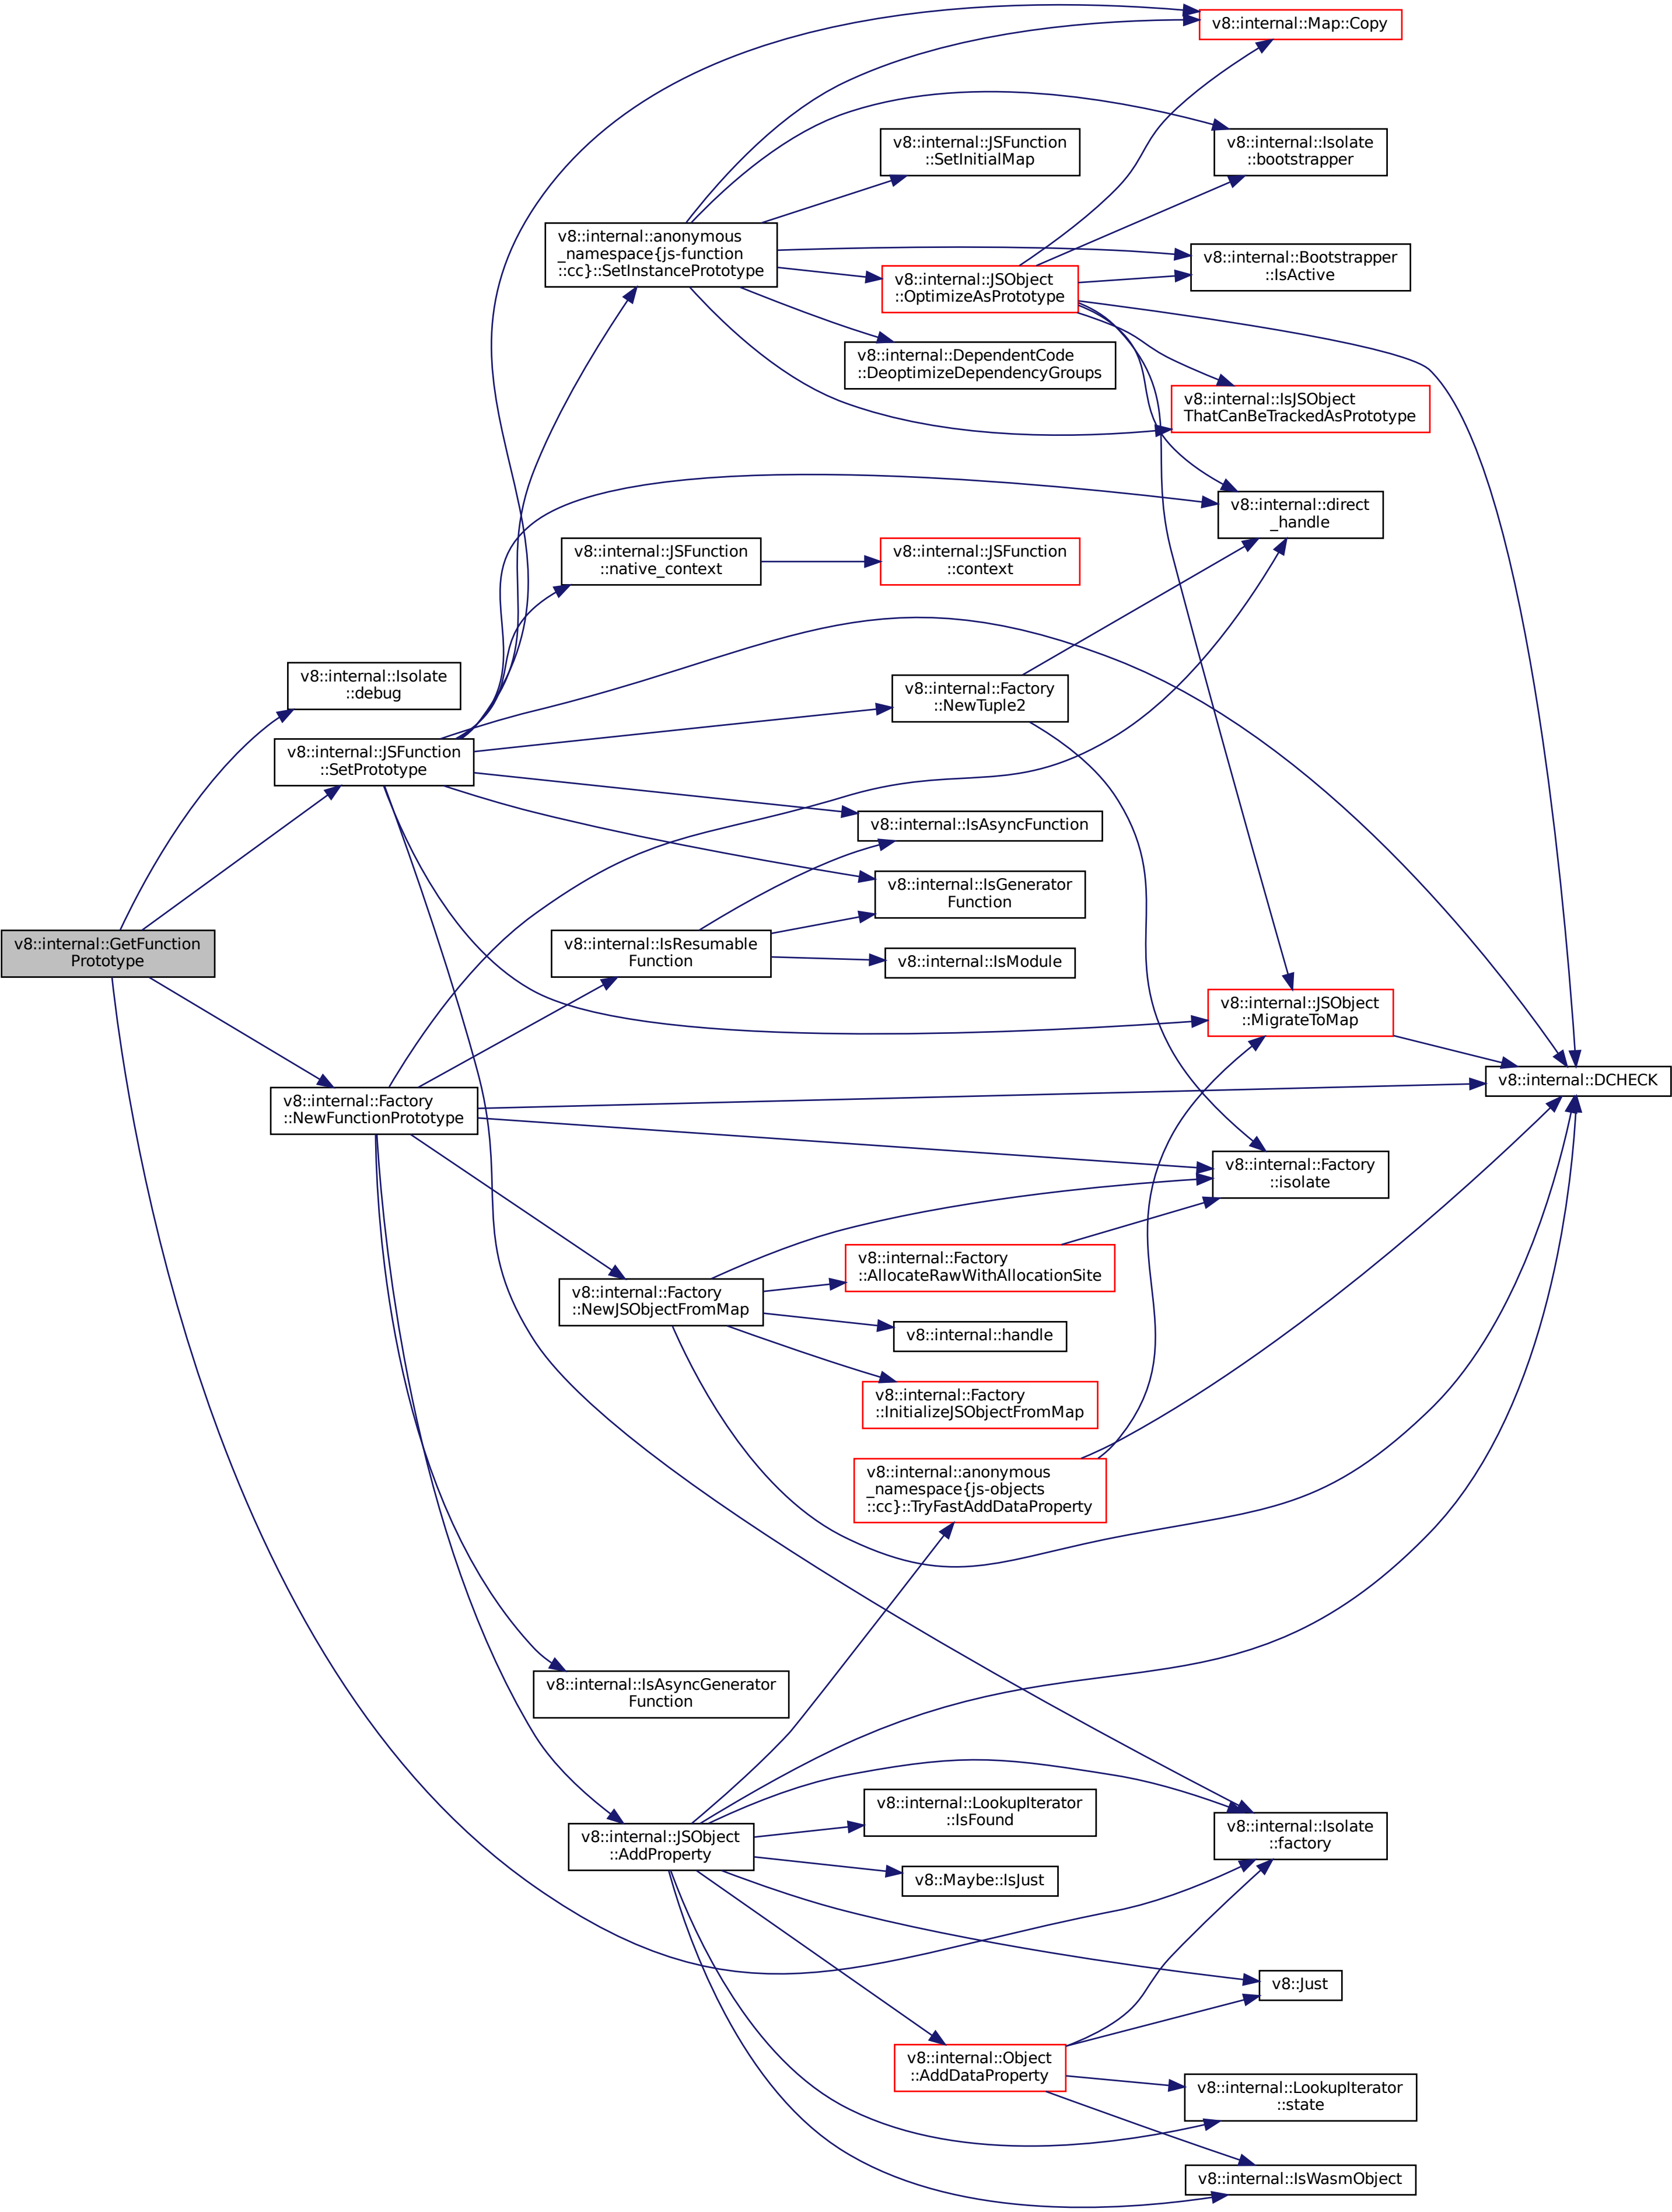 v8::internal::Map::Copy
v8::internal::JSFunction
::SetInitialMap
v8::internal::Isolate
::bootstrapper
v8::internal::anonymous
_namespace{js-function
::cc}::SetInstancePrototype
v8::internal::Bootstrapper
::IsActive
v8::internal::JSObject
::OptimizeAsPrototype
v8::internal::DependentCode
::DeoptimizeDependencyGroups
v8::internal::IsJSObject
ThatCanBeTrackedAsPrototype
v8::internal::direct
_handle
v8::internal::JSFunction
::native_context
v8::internal::JSFunction
::context
v8::internal::Isolate
::debug
v8::internal::Factory
::NewTuple2
v8::internal::JSFunction
::SetPrototype
v8::internal::IsAsyncFunction
v8::internal::IsGenerator
Function
v8::internal::GetFunction
Prototype
v8::internal::IsResumable
Function
v8::internal::IsModule
v8::internal::JSObject
::MigrateToMap
v8::internal::DCHECK
v8::internal::Factory
::NewFunctionPrototype
v8::internal::Factory
::isolate
v8::internal::Factory
::AllocateRawWithAllocationSite
v8::internal::Factory
::NewJSObjectFromMap
v8::internal::handle
v8::internal::Factory
::InitializeJSObjectFromMap
v8::internal::anonymous
_namespace{js-objects
::cc}::TryFastAddDataProperty
v8::internal::IsAsyncGenerator
Function
v8::internal::LookupIterator
::IsFound
v8::internal::Isolate
::factory
v8::internal::JSObject
::AddProperty
v8::Maybe::IsJust
v8::Just
v8::internal::Object
::AddDataProperty
v8::internal::LookupIterator
::state
v8::internal::IsWasmObject